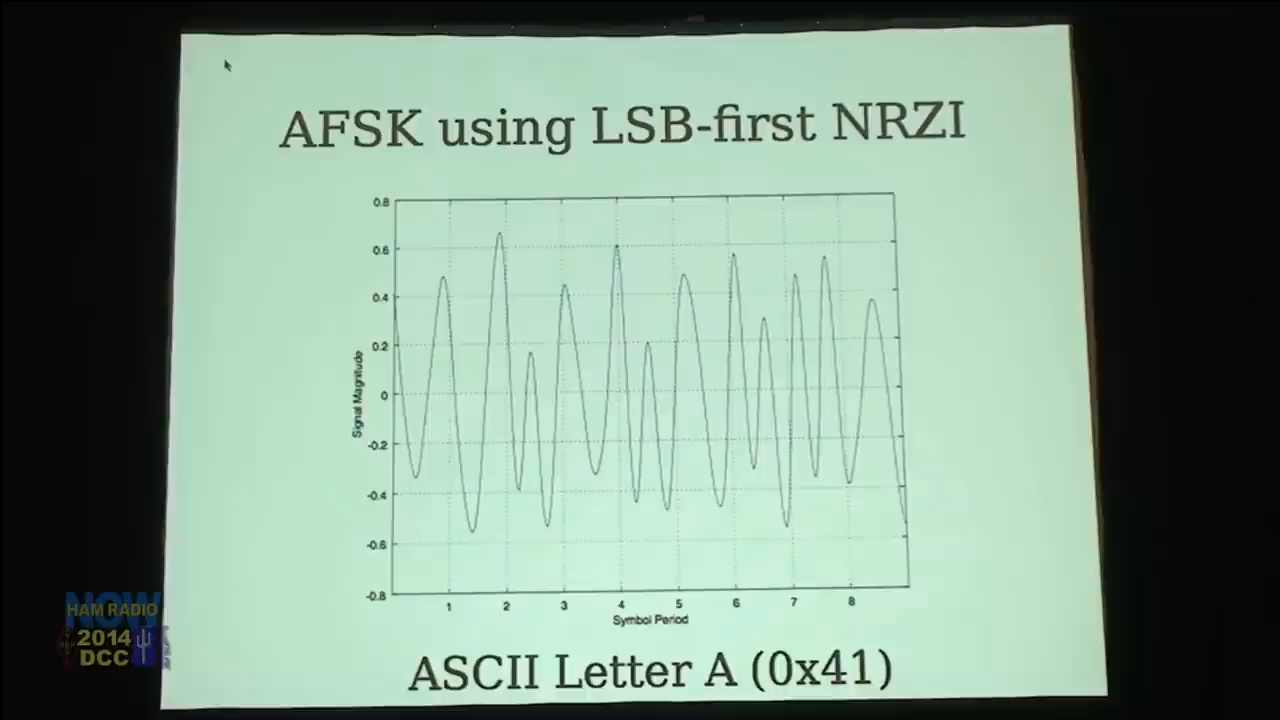 AFSK using LSB-first NRZI
0.8
0.6
0.4
0.2
0
-0.2
-0.4
-0.6
-0.8
Signal Magnitude
1 2 3 4 5 6 7 8
Symbol Period
ASCII Letter A (0x41)
NOW
HAM RADIO
2014
DCC